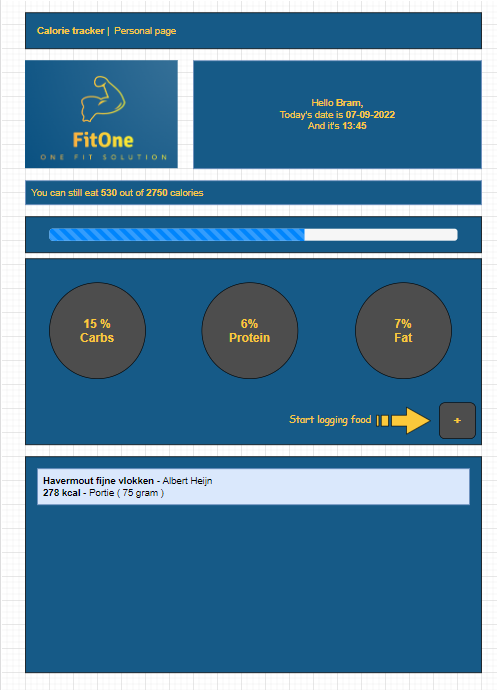 Calorie tracker | Personal page
FitOne
ONE FIT SOLUTION
Hello Bram,
Today's date is 07-09-2022
And it's 13:45
You can still eat 530 out of 2750 calories
15 %
Carbs
6%
Protein
7%
Fat
Start logging food
+
Havermout fijne vlokken - Albert Heijn
278 kcal - Portie ( 75 gram )